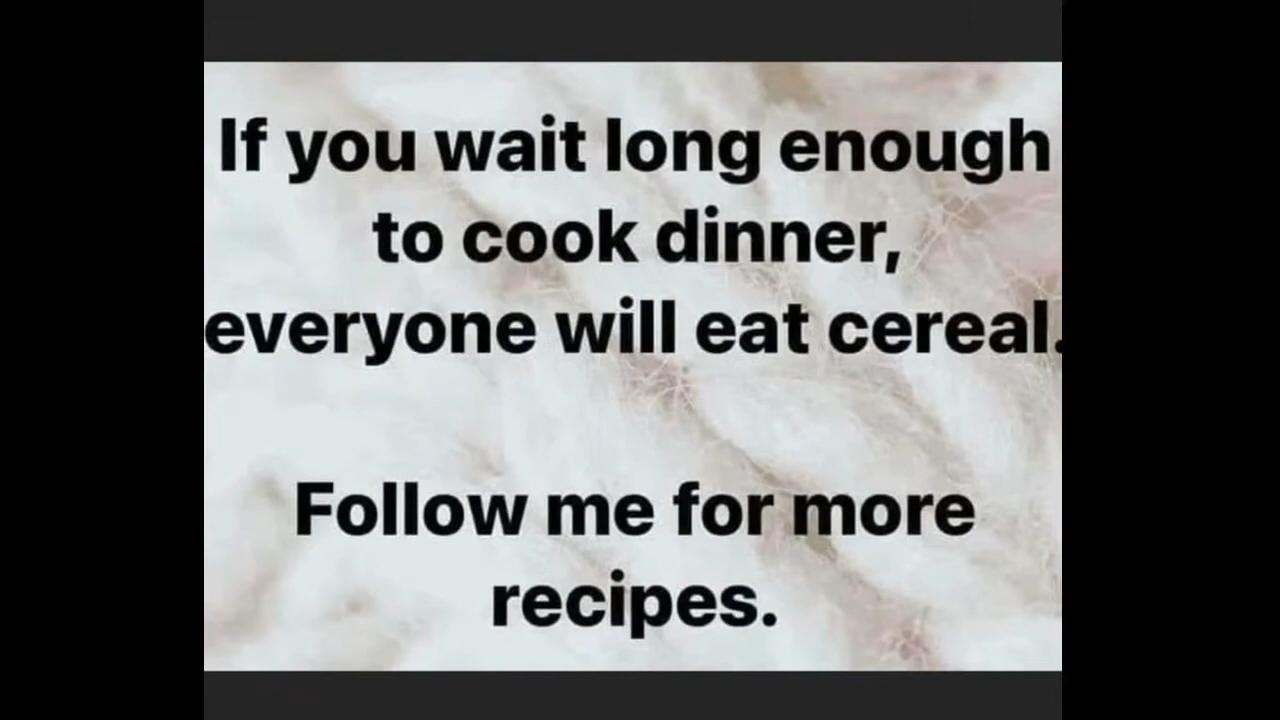 If you wait long enough
to cook dinner,
everyone will eat cereal.
Follow me for more
recipes.